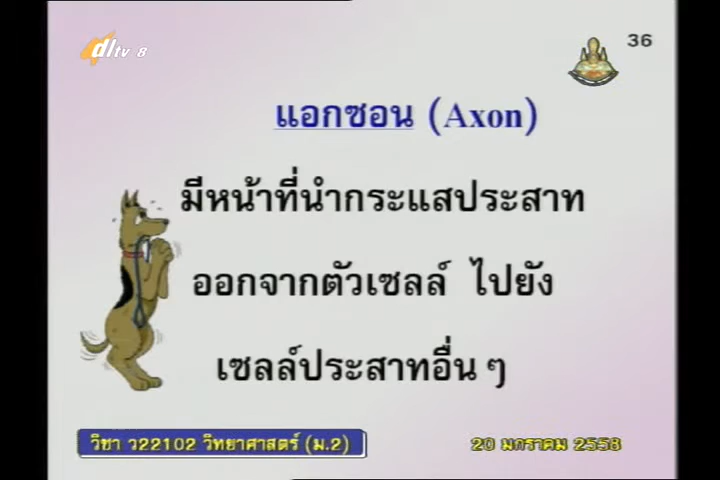 dltv 8
36
แอกซอน (Axon)
มีหน้าที่นำกระแสประสาท
ออกจากตัวเซลล์ ไปยัง
เซลล์ประสาทอื่น ๆ
วิชา ว22102 วิทยาศาสตร์ (ม.2)
20 มกราคม 2558